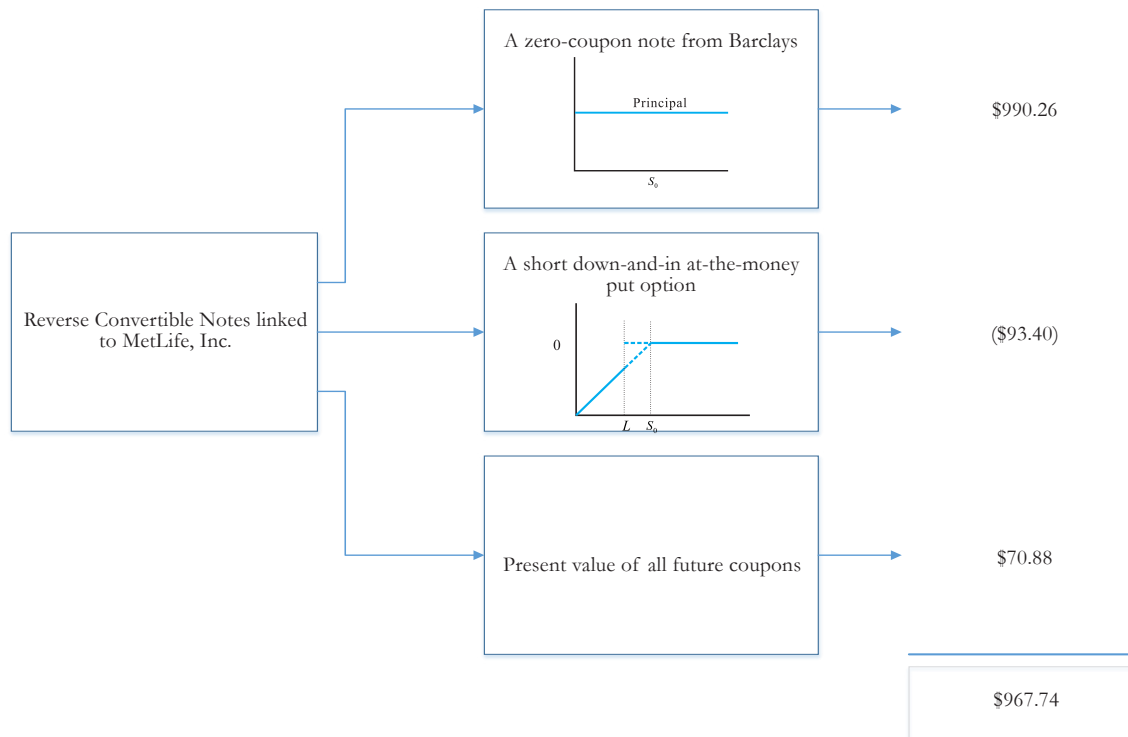 A zero-coupon note from Barclays
Principal
S₀
$990.26
Reverse Convertible Notes linked
to MetLife, Inc.
A short down-and-in at-the-money
put option
0
L S₀
($93.40)
Present value of all future coupons
$70.88
$967.74